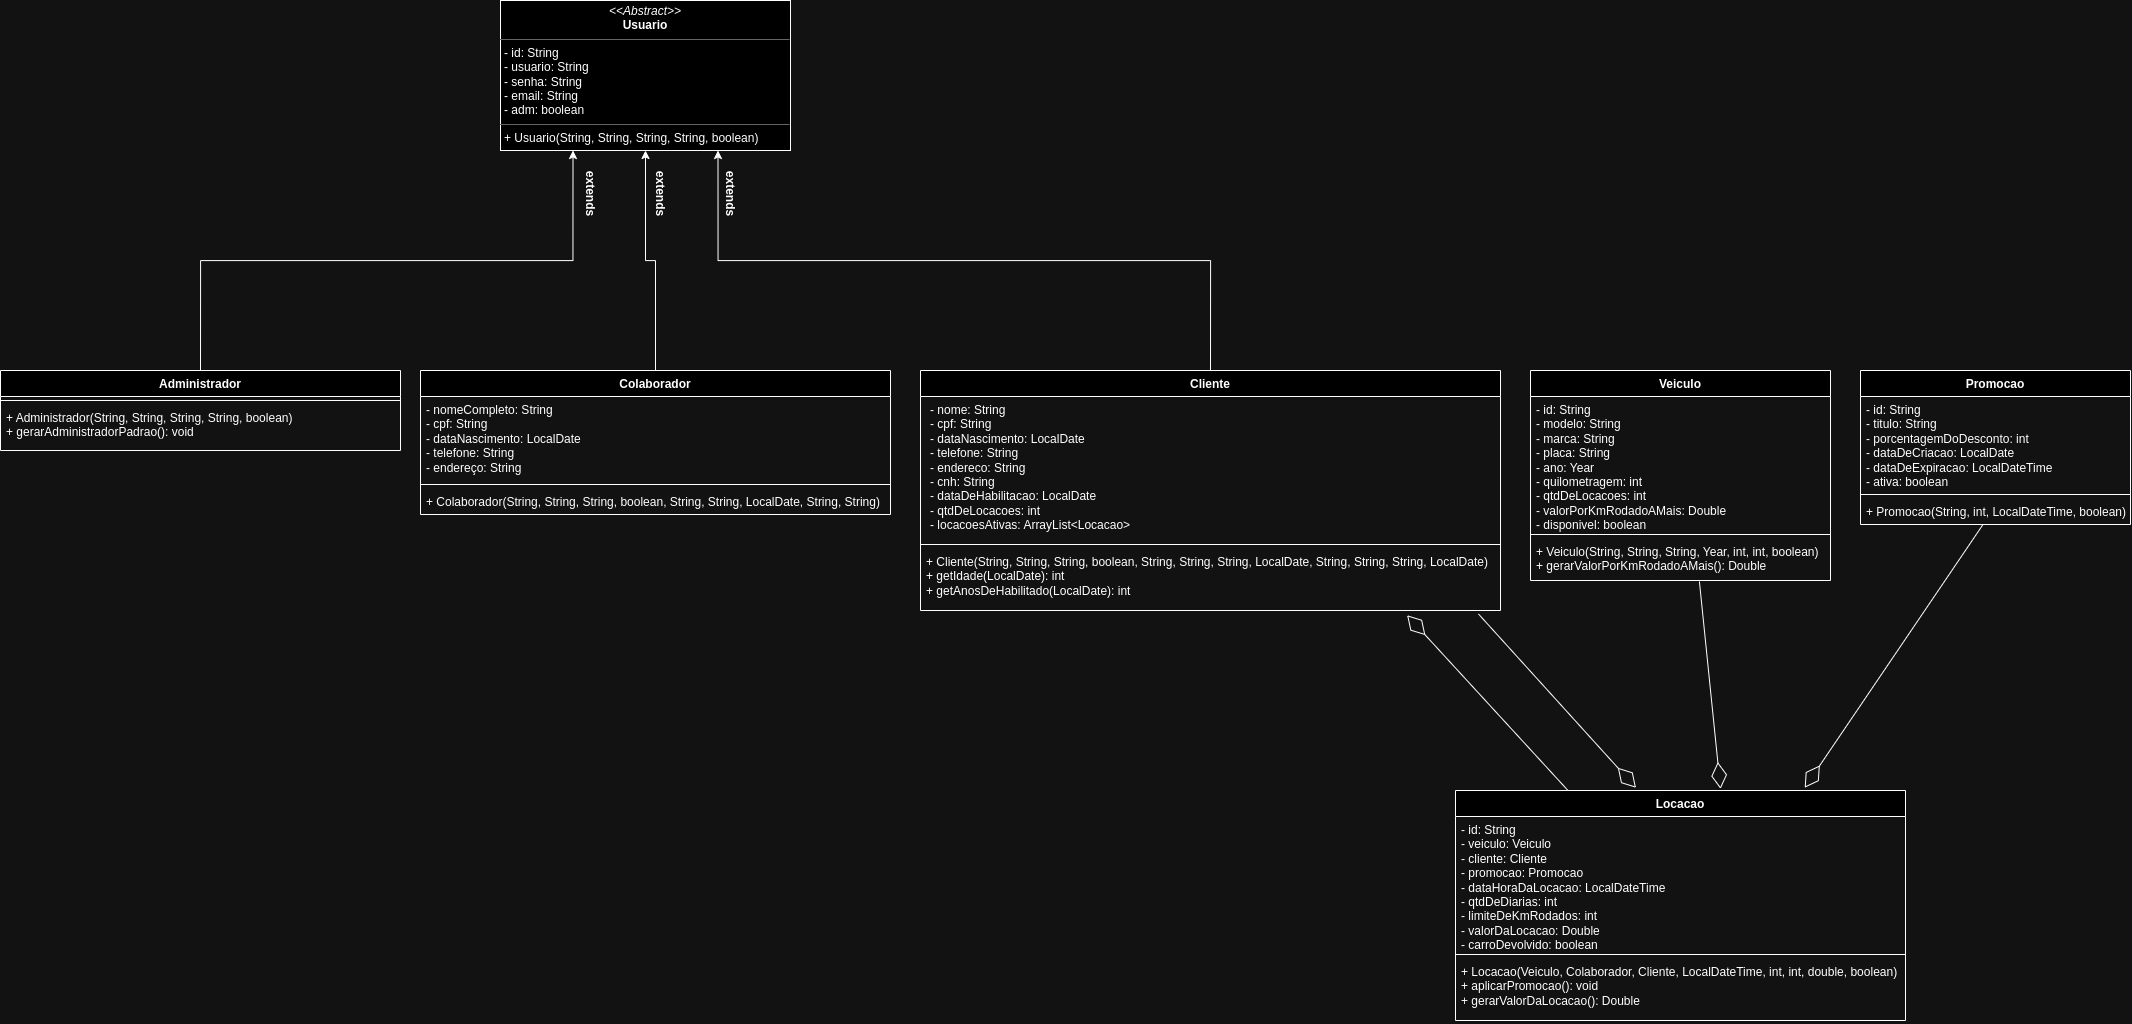 <<Abstract>>
Usuario
- id: String
- usuario: String
- senha: String
- email: String
- adm: boolean
+ Usuario(String, String, String, String, boolean)
extends
extends
extends
Administrador
+ Administrador(String, String, String, String, boolean)
+ gerarAdministradorPadrao(): void
Colaborador
- nomeCompleto: String
- cpf: String
- dataNascimento: LocalDate
- telefone: String
- endereço: String
+ Colaborador(String, String, String, boolean, String, String, LocalDate, String, String)
Cliente
- nome: String
- cpf: String
- dataNascimento: LocalDate
- telefone: String
- endereco: String
- cnh: String
- dataDeHabilitacao: LocalDate
- qtdDeLocacoes: int
- locacoesAtivas: ArrayList<Locacao>
+ Cliente(String, String, String, boolean, String, String, String, LocalDate, String, String, String, LocalDate)
+ getIdade(LocalDate): int
+ getAnosDeHabilitado(LocalDate): int
Veiculo
- id: String
- modelo: String
- marca: String
- placa: String
- ano: Year
- quilometragem: int
- qtdDeLocacoes: int
- valorPorKmRodadoAMais: Double
- disponivel: boolean
+ Veiculo(String, String, String, Year, int, int, boolean)
+ gerarValorPorKmRodadoAMais(): Double
Promocao
- id: String
- titulo: String
- porcentagemDoDesconto: int
- dataDeCriacao: LocalDate
- dataDeExpiracao: LocalDateTime
- ativa: boolean
+ Promocao(String, int, LocalDateTime, boolean)
Locacao
- id: String
- veiculo: Veiculo
- cliente: Cliente
- promocao: Promocao
- dataHoraDaLocacao: LocalDateTime
- qtdDeDiarias: int
- limiteDeKmRodados: int
- valorDaLocacao: Double
- carroDevolvido: boolean
+ Locacao(Veiculo, Colaborador, Cliente, LocalDateTime, int, int, double, boolean)
+ aplicarPromocao(): void
+ gerarValorDaLocacao(): Double